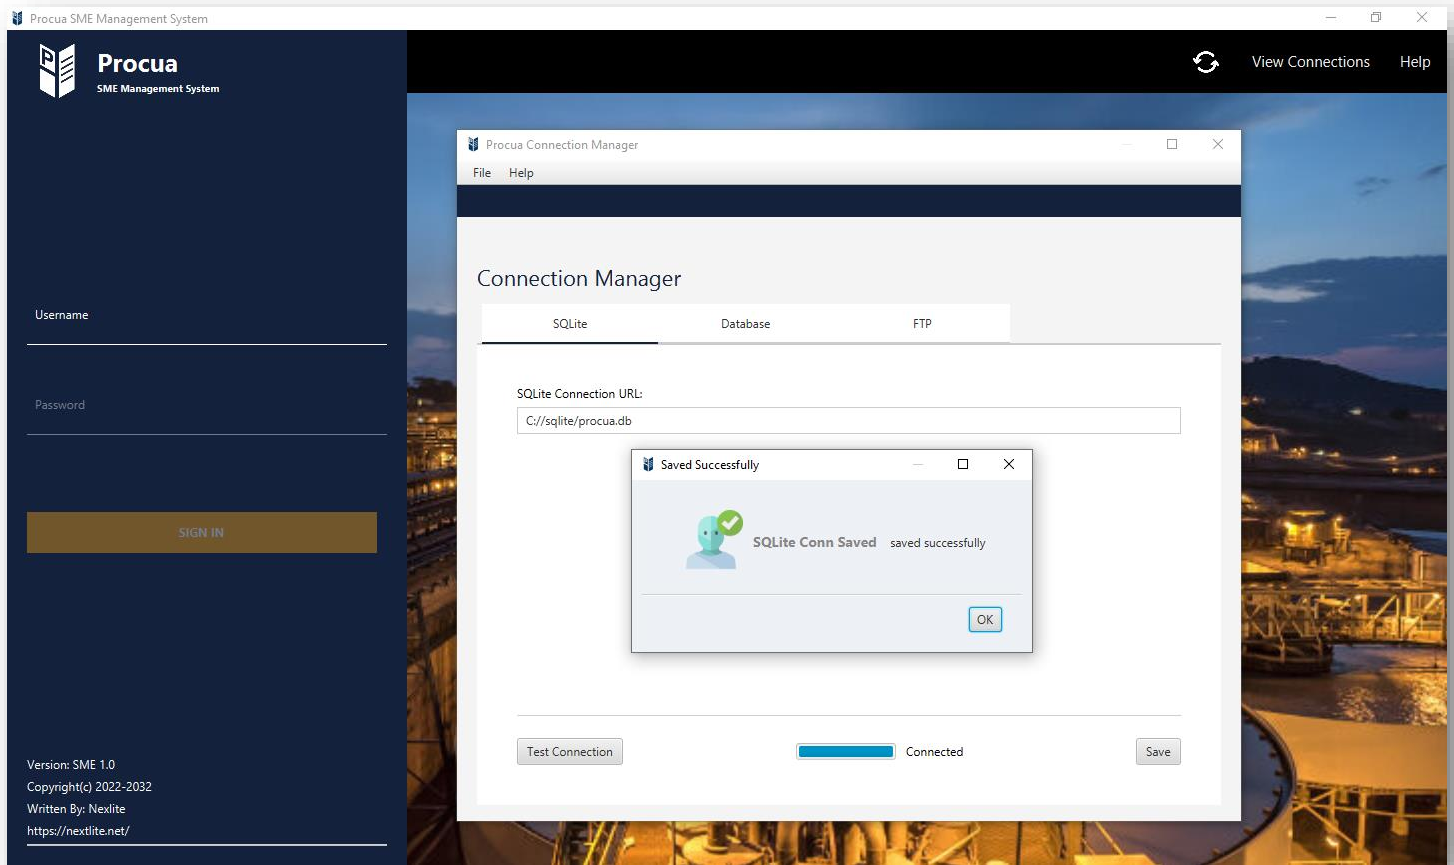 Procua SME Management System
Procua
SME Management System
View Connections Help
Procua Connection Manager
File Help
Connection Manager
SQLite Database FTP
SQLite Connection URL:
C://sqlite/procua.db
Saved Successfully
SQLite Conn Saved saved successfully
OK
Test Connection Connected Save
Username
Password
SIGN IN
Version: SME 1.0
Copyright(c) 2022-2032
Written By: Nexlite
https://nextlite.net/